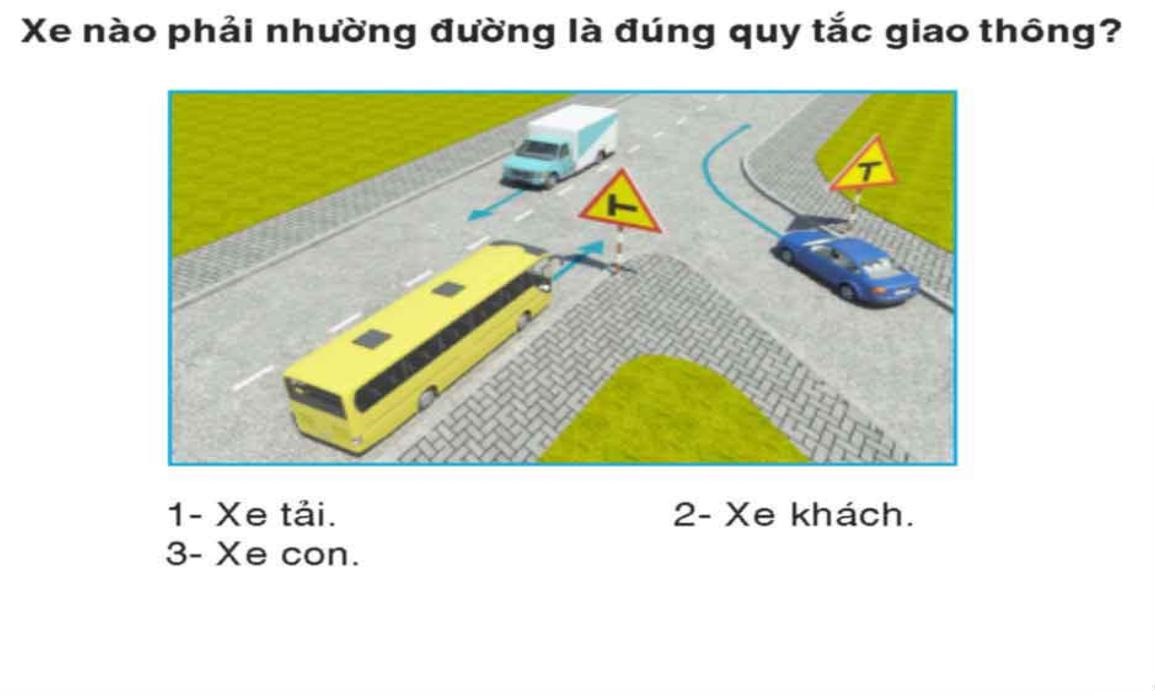 Xe nào phải nhường đường là đúng quy tắc giao thông?
1- Xe tải.
2- Xe khách.
3- Xe con.